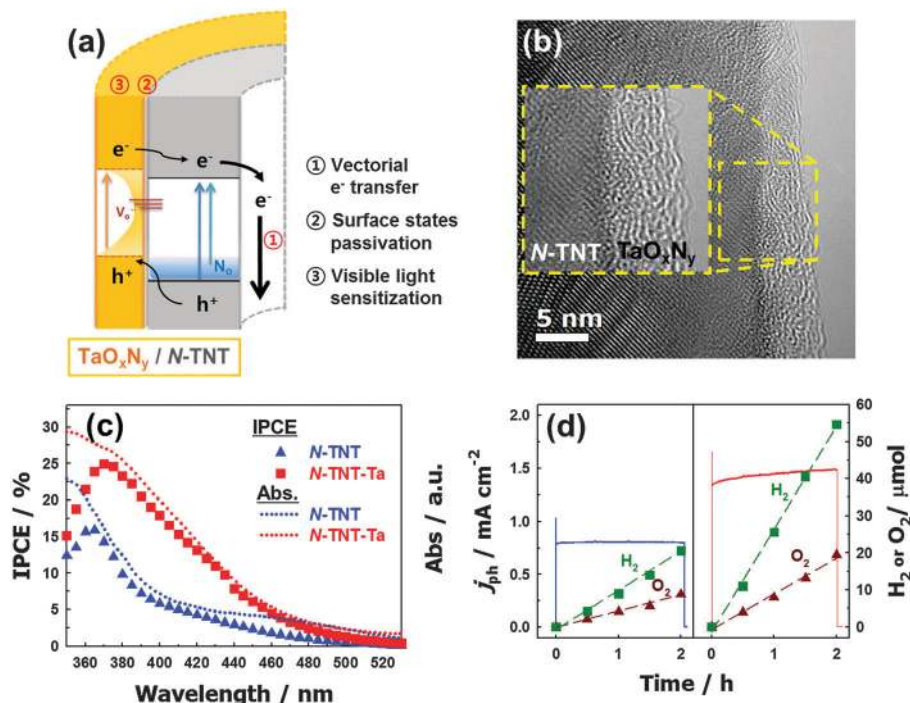 (a)
③ ②
e⁻
e⁻
e⁻
Vₒ
①
Nₒ
h⁺
h⁺
① Vectorial
e⁻ transfer
② Surface states
passivation
③ Visible light
sensitization
TaOₓNᵧ / N-TNT
(b)
N-TNT TaOₓNᵧ
5 nm
(c)
IPCE / %
30
25
20
15
10
5
0
IPCE
N-TNT
N-TNT-Ta
Abs.
N-TNT
N-TNT-Ta
Abs / a.u.
360 380 400 420 440 460 480 500 520
Wavelength / nm
(d)
jₚₕ / mA cm⁻²
2.0
1.5
1.0
0.5
0.0
H₂
O₂
H₂
O₂
60
50
40
30
20
10
0
H₂ or O₂/ μmol
0 1 2 0 1 2
Time / h